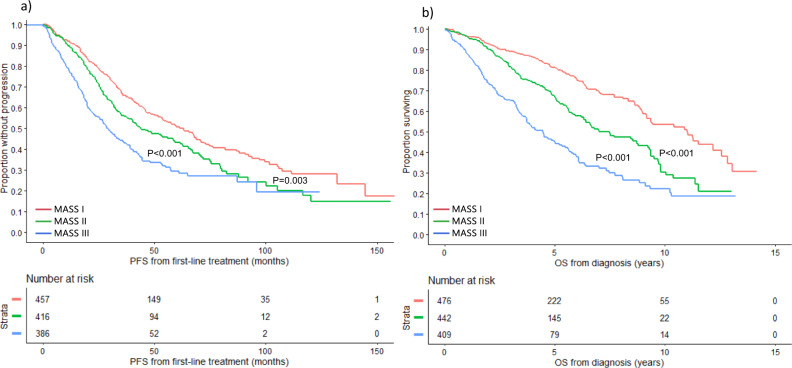 a)
Proportion without progression
1.0
0.9
0.8
0.7
0.6
0.5
0.4
0.3
0.2
0.1
0.0
P<0.001
P=0.003
MASS I
MASS II
MASS III
0 50 100 150
PFS from first-line treatment (months)
Number at risk
Strata
457 149 35 1
416 94 12 2
386 52 2 0
0 50 100 150
PFS from first-line treatment (months)
b)
Proportion surviving
1.0
0.9
0.8
0.7
0.6
0.5
0.4
0.3
0.2
0.1
0.0
P<0.001 P<0.001
MASS I
MASS II
MASS III
0 5 10 15
OS from diagnosis (years)
Number at risk
Strata
476 222 55 0
442 145 22 0
409 79 14 0
0 5 10 15
OS from diagnosis (years)